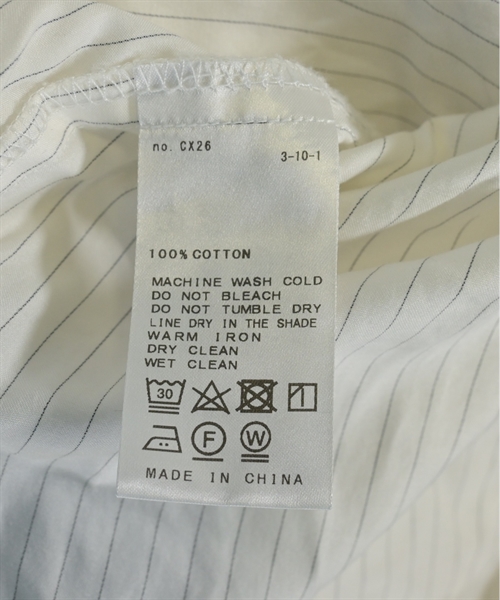 no. CX26
3-10-1
100% COTTON
MACHINE WASH COLD
DO NOT BLEACH
DO NOT TUMBLE DRY
LINE DRY IN THE SHADE
WARM IRON
DRY CLEAN
WET CLEAN
30
F W
MADE IN CHINA